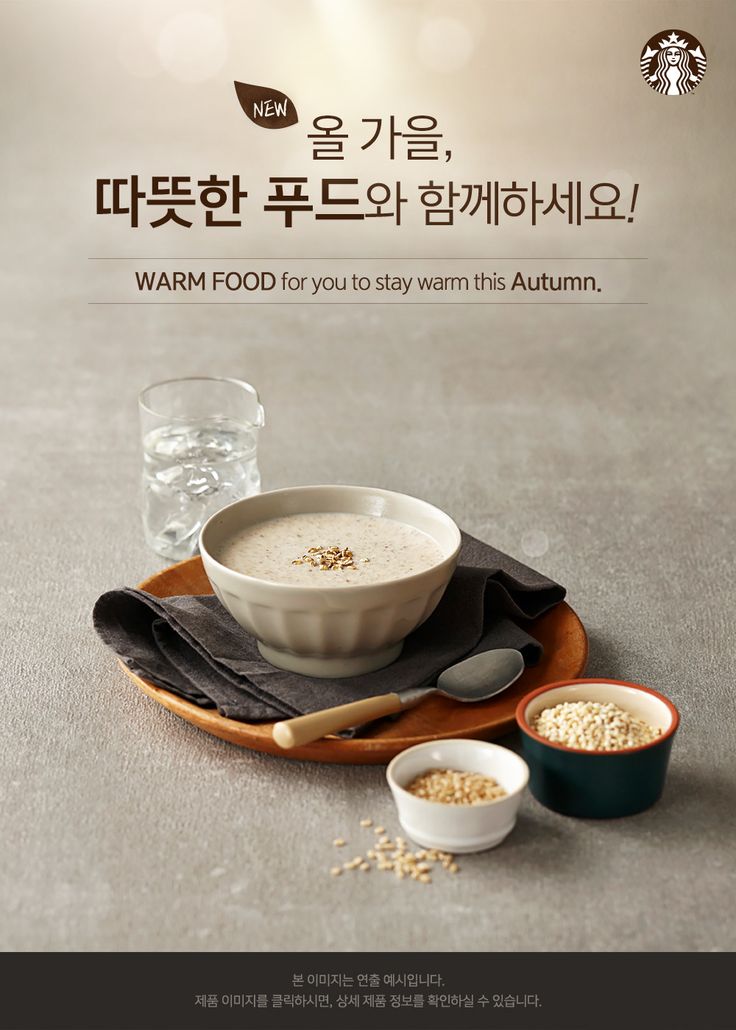 NEW
올 가을,
따뜻한 푸드와 함께하세요!
WARM FOOD for you to stay warm this Autumn.
본 이미지는 연출 예시입니다.
제품 이미지를 클릭하시면, 상세 제품 정보를 확인하실 수 있습니다.